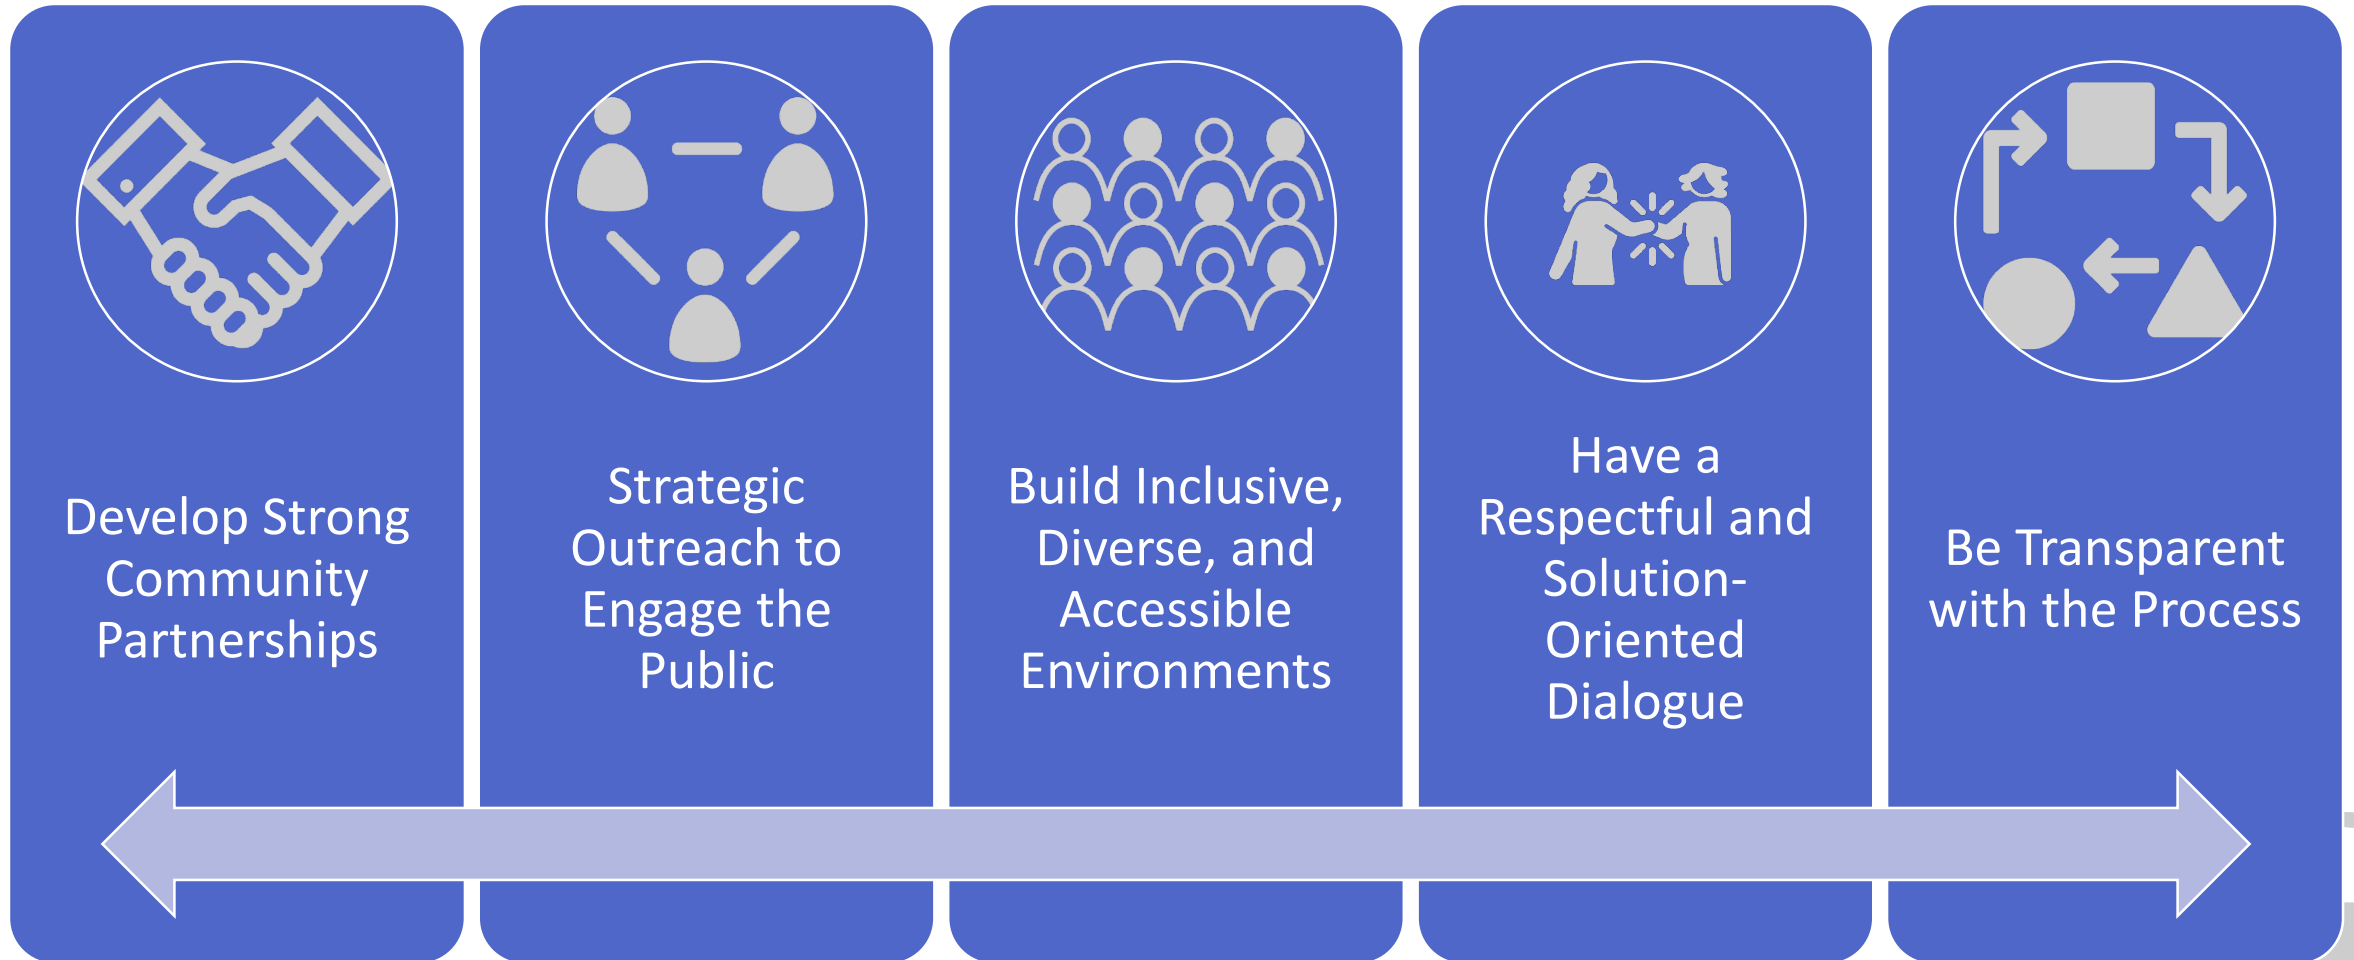 Develop Strong
Community
Partnerships
Strategic
Outreach to
Engage the
Public
Build Inclusive,
Diverse, and
Accessible
Environments
Have a
Respectful and
Solution-
Oriented
Dialogue
Be Transparent
with the Process